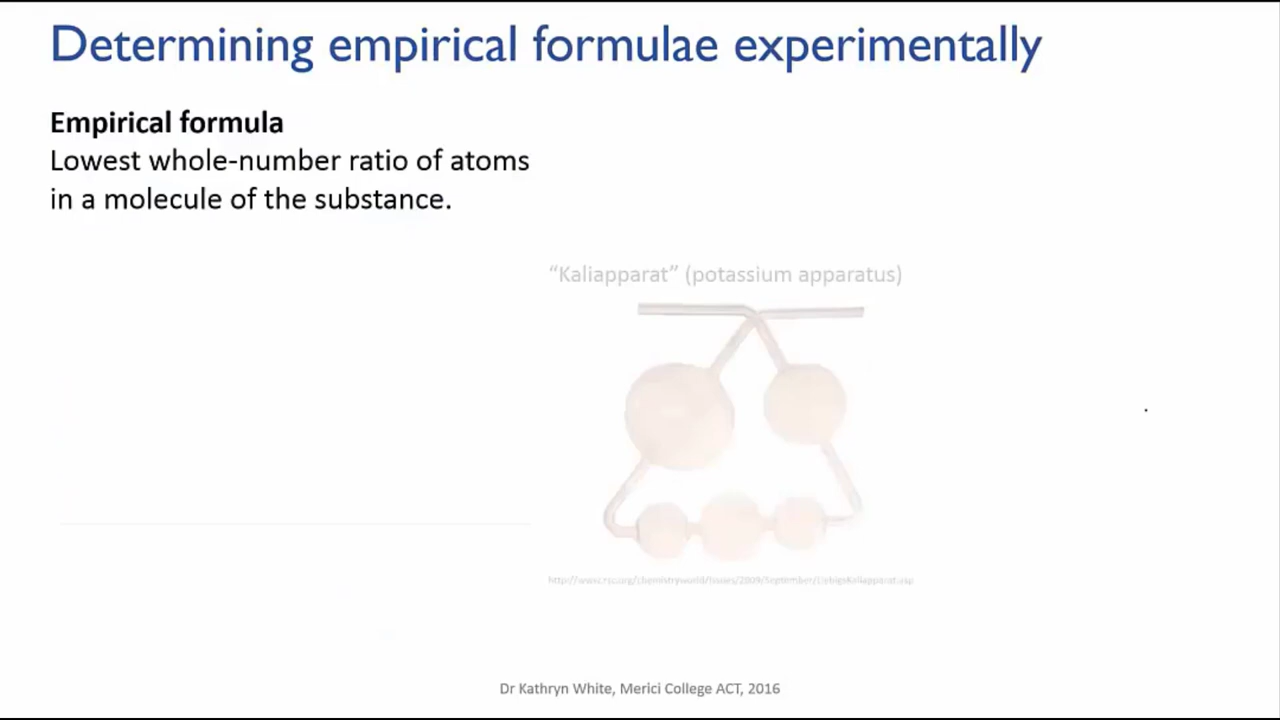 Determining empirical formulae experimentally
Empirical formula
Lowest whole-number ratio of atoms
in a molecule of the substance.
“Kaliapparat” (potassium apparatus)
Dr Kathryn White, Merici College ACT, 2016